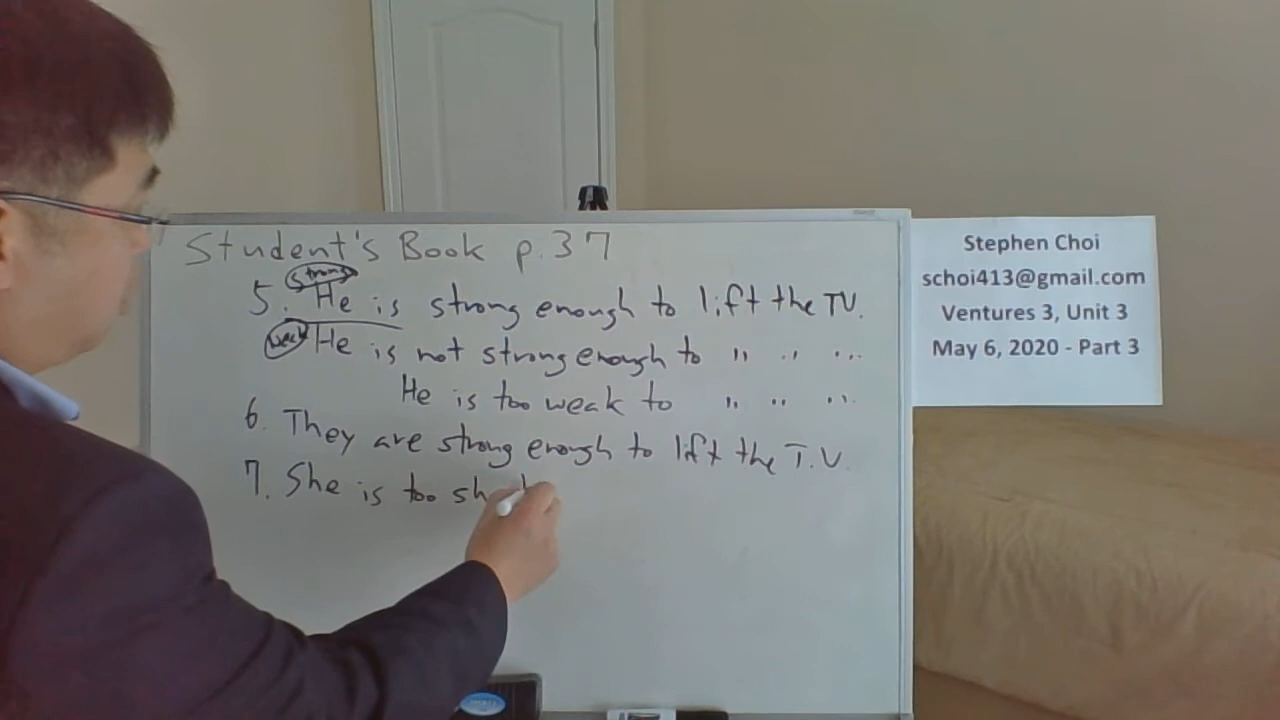 Student's Book p.37
strong
5. He is strong enough to lift the TV.
weak
He is not strong enough to " " "
He is too weak to " " "
6. They are strong enough to lift the T.V.
7. She is too
Stephen Choi
schoi413@gmail.com
Ventures 3, Unit 3
May 6, 2020 - Part 3